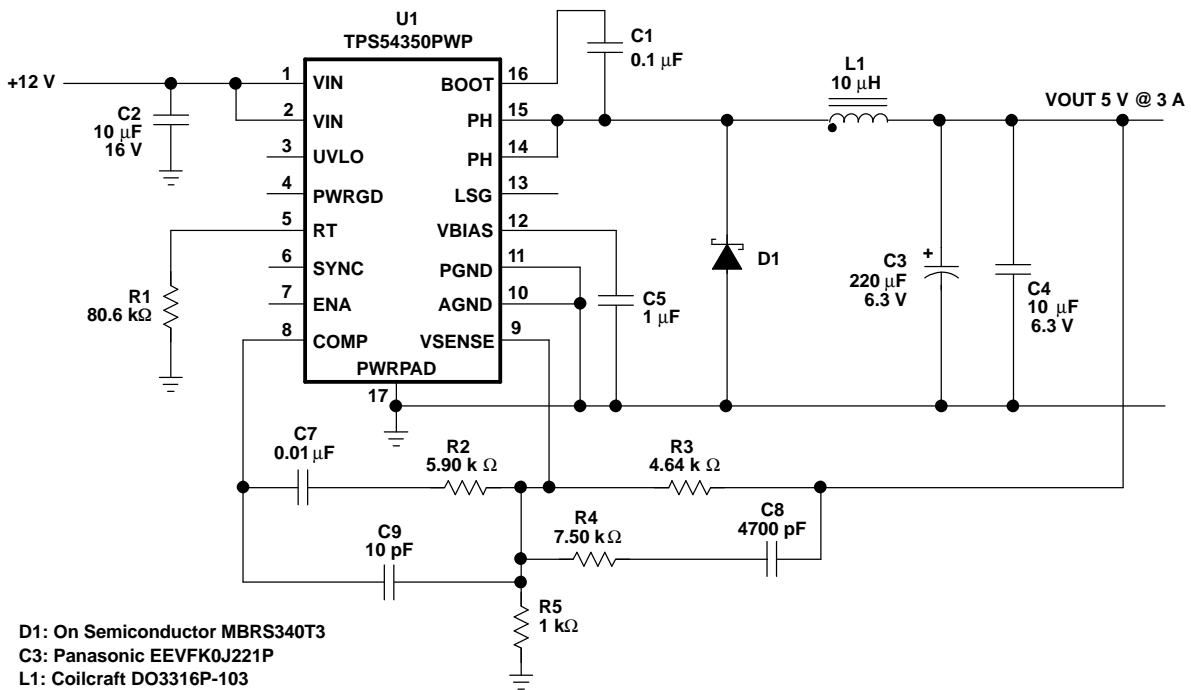 U1
TPS54350PWP
+12 V
C2
10 µF
16 V
1
VIN
2
VIN
3
UVLO
4
PWRGD
5
RT
6
SYNC
7
ENA
8
COMP
16
BOOT
15
PH
14
PH
13
LSG
12
VBIAS
11
PGND
10
AGND
9
VSENSE
PWRPAD
17
C1
0.1 µF
L1
10 µH
VOUT 5 V @ 3 A
D1
C3
+
220 µF
6.3 V
C4
10 µF
6.3 V
C5
1 µF
R1
80.6 kΩ
C7
0.01 µF
R2
5.90 k Ω
R3
4.64 k Ω
R4
7.50 k Ω
C8
4700 pF
C9
10 pF
R5
1 kΩ
D1: On Semiconductor MBRS340T3
C3: Panasonic EEVFK0J221P
L1: Coilcraft DO3316P-103